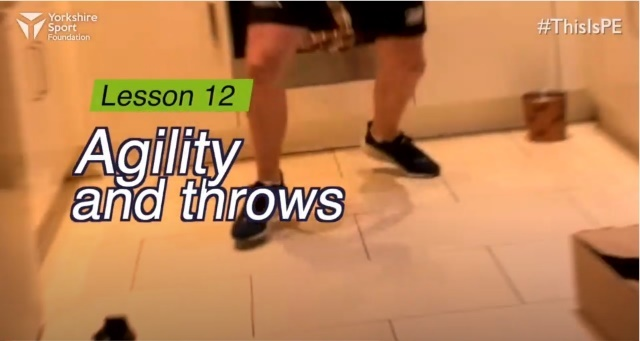 Yorkshire
Sport
Foundation
#ThisIsPE
Lesson 12
Agility
and throws